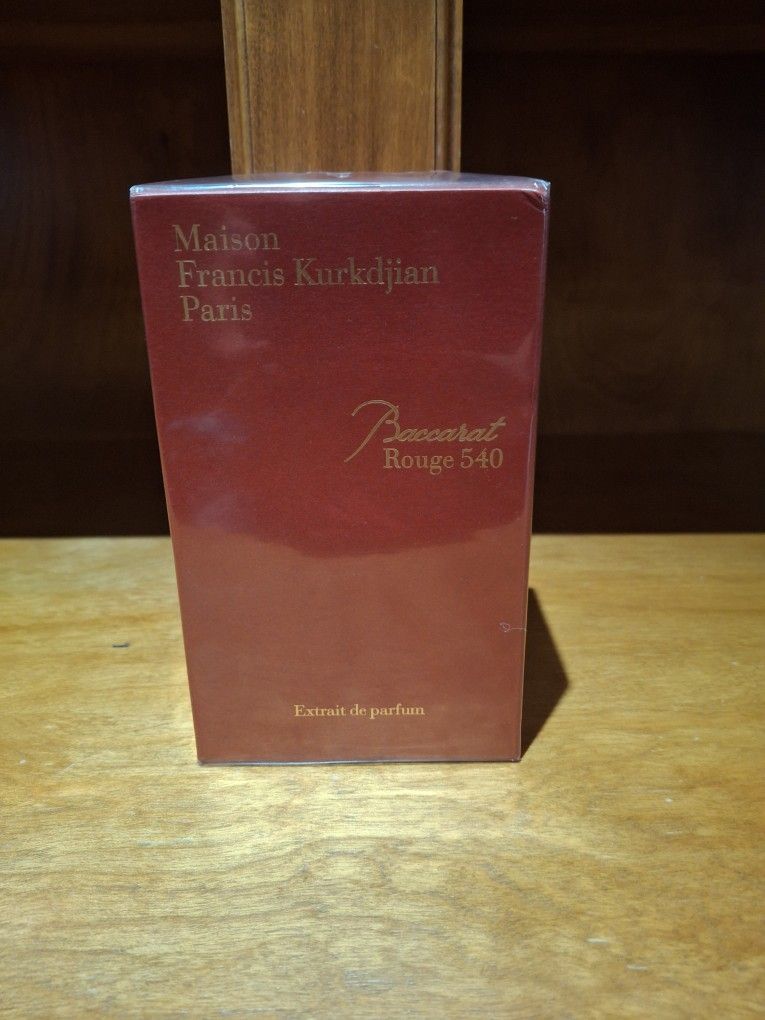 Maison
Francis Kurkdjian
Paris
Baccarat
Rouge 540
Extrait de parfum